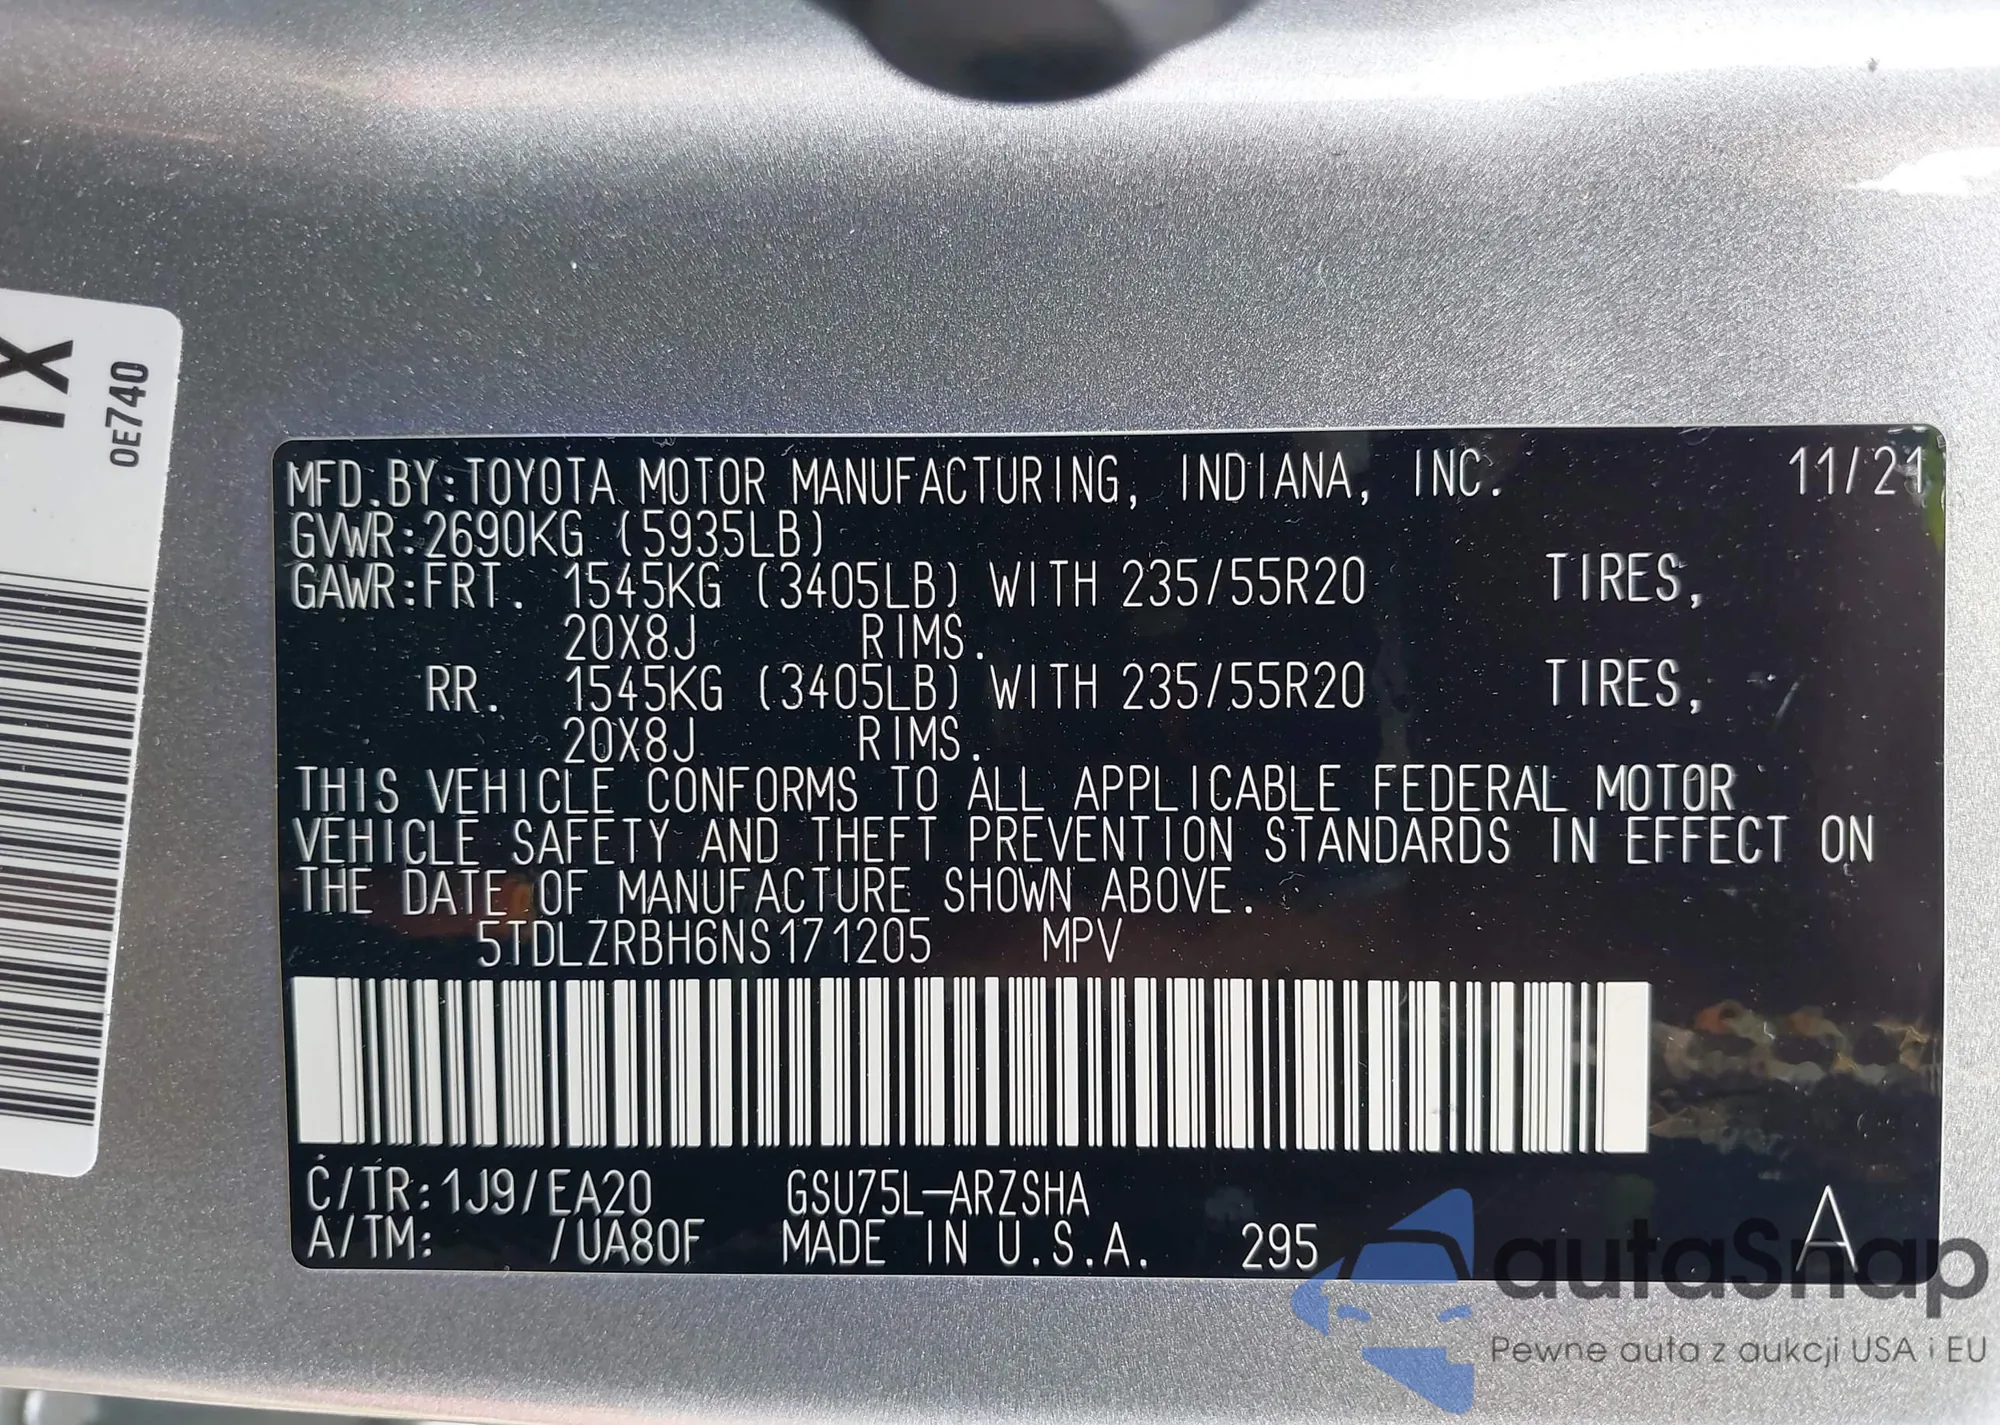 TX
0E740
MFD.BY:TOYOTA MOTOR MANUFACTURING, INDIANA, INC. 11/21
GVWR:2690KG (5935LB)
GAWR:FRT. 1545KG (3405LB) WITH 235/55R20 TIRES,
20X8J RIMS.
RR. 1545KG (3405LB) WITH 235/55R20 TIRES,
20X8J RIMS.
THIS VEHICLE CONFORMS TO ALL APPLICABLE FEDERAL MOTOR
VEHICLE SAFETY AND THEFT PREVENTION STANDARDS IN EFFECT ON
THE DATE OF MANUFACTURE SHOWN ABOVE.
5TDLZRBH6NS171205 MPV
C/TR:1J9/EA20 GSU75L-ARZSHA
A/TM: /UA80F MADE IN U.S.A. 295 A
autoSnap
Pewne auta z aukcji USA i EU